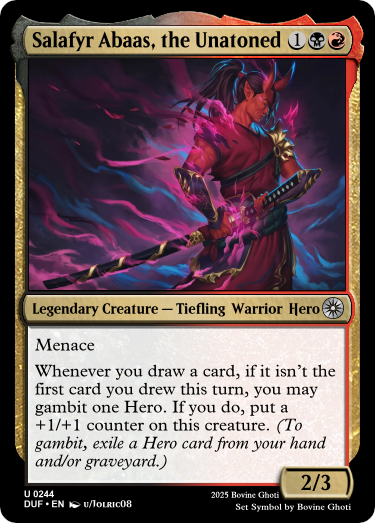 Salafyr Abaas, the Unatoned 1
Legendary Creature — Tiefling Warrior Hero
Menace
Whenever you draw a card, if it isn't the
first card you drew this turn, you may
gambit one Hero. If you do, put a
+1/+1 counter on this creature. (To
gambit, exile a Hero card from your hand
and/or graveyard.)
2/3
U 0244
DUF • EN u/Jolric08
2025 Bovine Ghoti
Set Symbol by Bovine Ghoti